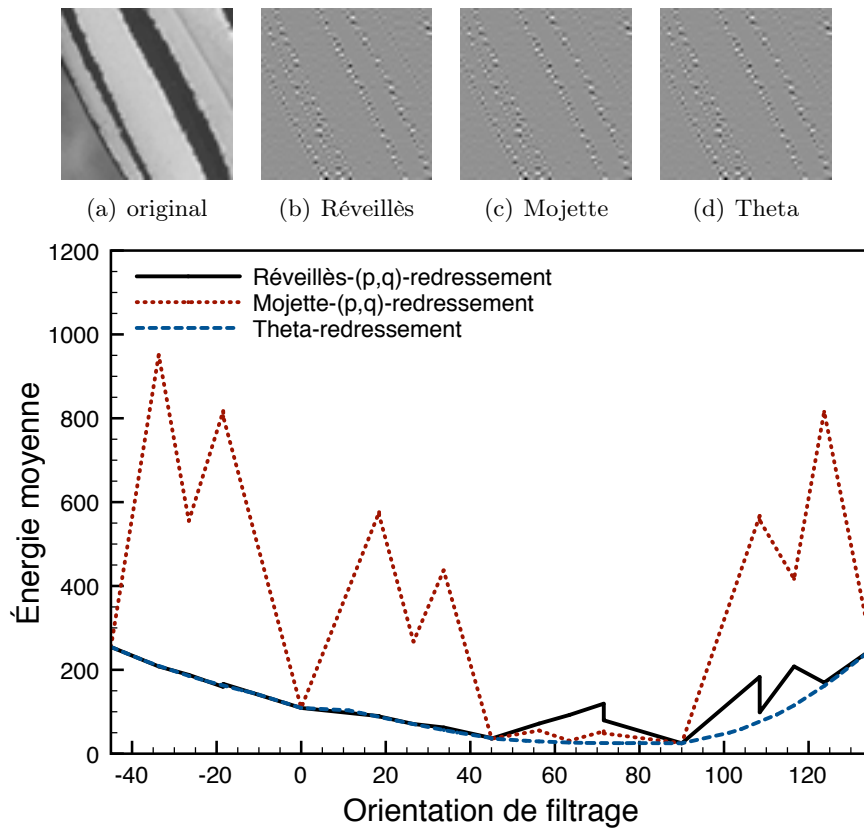 (a) original (b) Réveillès (c) Mojette (d) Theta
1200
1000
800
600
400
200
0
Énergie moyenne
Réveillès-(p,q)-redressement
Mojette-(p,q)-redressement
Theta-redressement
-40 -20 0 20 40 60 80 100 120
Orientation de filtrage